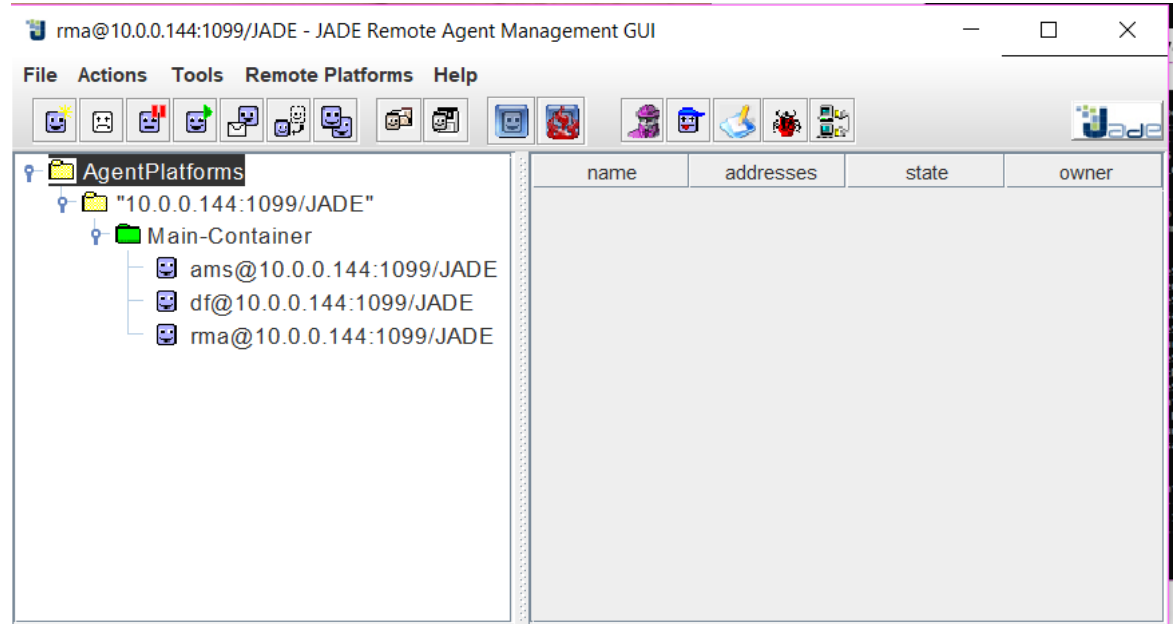 rma@10.0.0.144:1099/JADE - JADE Remote Agent Management GUI
File Actions Tools Remote Platforms Help
Jade
AgentPlatforms
"10.0.0.144:1099/JADE"
Main-Container
ams@10.0.0.144:1099/JADE
df@10.0.0.144:1099/JADE
rma@10.0.0.144:1099/JADE
name addresses state owner